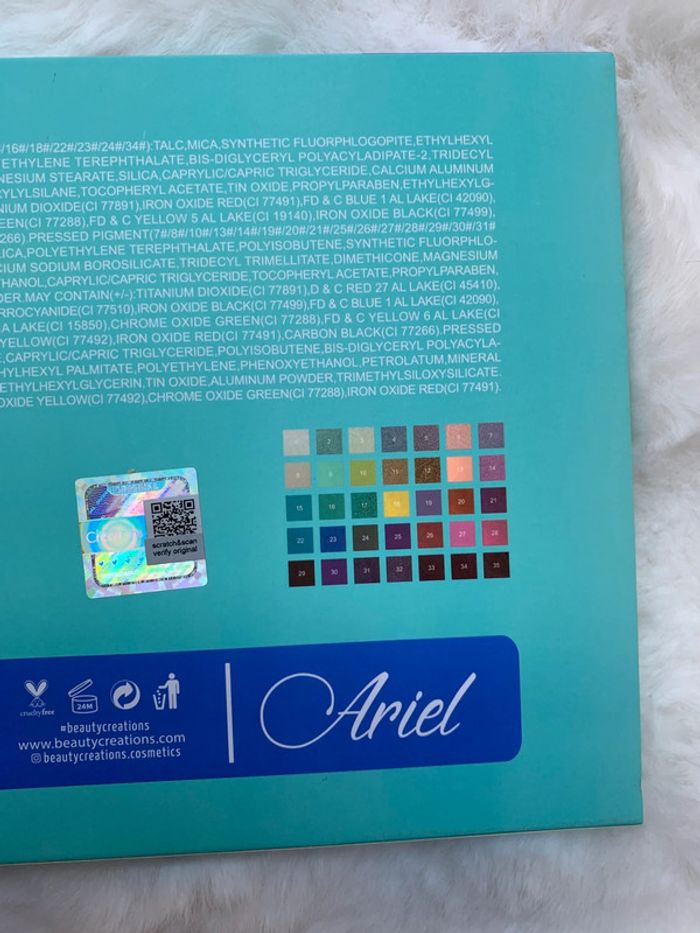 /16#/18#/22#/23#/24#/34#):TALC,MICA,SYNTHETIC FLUORPHLOGOPITE,ETHYLHEXYL
ETHYLENE TEREPHTHALATE,BIS-DIGLYCERYL POLYACYLADIPATE-2,TRIDECYL
NESIUM STEARATE,SILICA,CAPRYLIC/CAPRIC TRIGLYCERIDE,CALCIUM ALUMINUM
YLYLSILANE,TOCOPHERYL ACETATE,TIN OXIDE,PROPYLPARABEN,ETHYLHEXYLG-
NIUM DIOXIDE(CI 77891),IRON OXIDE RED(CI 77491),FD & C BLUE 1 AL LAKE(CI 42090),
EEN(CI 77288),FD & C YELLOW 5 AL LAKE(CI 19140),IRON OXIDE BLACK(CI 77499),
266).PRESSED PIGMENT(7#/8#/10#/13#/14#/19#/20#/21#/25#/26#/27#/28#/29#/30#/31#
LICA,POLYETHYLENE TEREPHTHALATE,POLYISOBUTENE,SYNTHETIC FLUORPHLO-
CIUM SODIUM BOROSILICATE,TRIDECYL TRIMELLITATE,DIMETHICONE,MAGNESIUM
THANOL,CAPRYLIC/CAPRIC TRIGLYCERIDE,TOCOPHERYL ACETATE,PROPYLPARABEN,
DER.MAY CONTAIN(+/-):TITANIUM DIOXIDE(CI 77891),D & C RED 27 AL LAKE(CI 45410),
RROCYANIDE(CI 77510),IRON OXIDE BLACK(CI 77499),FD & C BLUE 1 AL LAKE(CI 42090),
A LAKE(CI 15850),CHROME OXIDE GREEN(CI 77288),FD & C YELLOW 6 AL LAKE(CI
YELLOW(CI 77492),IRON OXIDE RED(CI 77491),CARBON BLACK(CI 77266).PRESSED
E,CAPRYLIC/CAPRIC TRIGLYCERIDE,POLYISOBUTENE,BIS-DIGLYCERYL POLYACYLA-
HYLHEXYL PALMITATE,POLYETHYLENE,PHENOXYETHANOL,PETROLATUM,MINERAL
ETHYLHEXYLGLYCERIN,TIN OXIDE,ALUMINUM POWDER,TRIMETHYLSILOXYSILICATE.
OXIDE YELLOW(CI 77492),CHROME OXIDE GREEN(CI 77288),IRON OXIDE RED(CI 77491).
2 3 4 5 6 7
8 9 10 11 12 13 14
15 16 17 18 19 20 21
22 23 24 25 26 27 28
29 30 31 32 33 34 35
scratch&scan
verify original
crueltyfree
24M
#beautycreations
www.beautycreations.com
beautycreations.cosmetics
Ariel